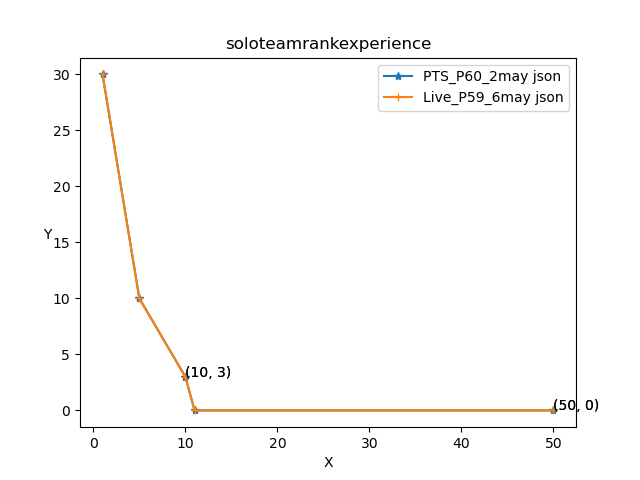 soloteamrankexperience
PTS_P60_2may json
Live_P59_6may json
30
25
20
15
10
5
0
Y
(10, 3)
(50, 0)
0 10 20 30 40 50
X